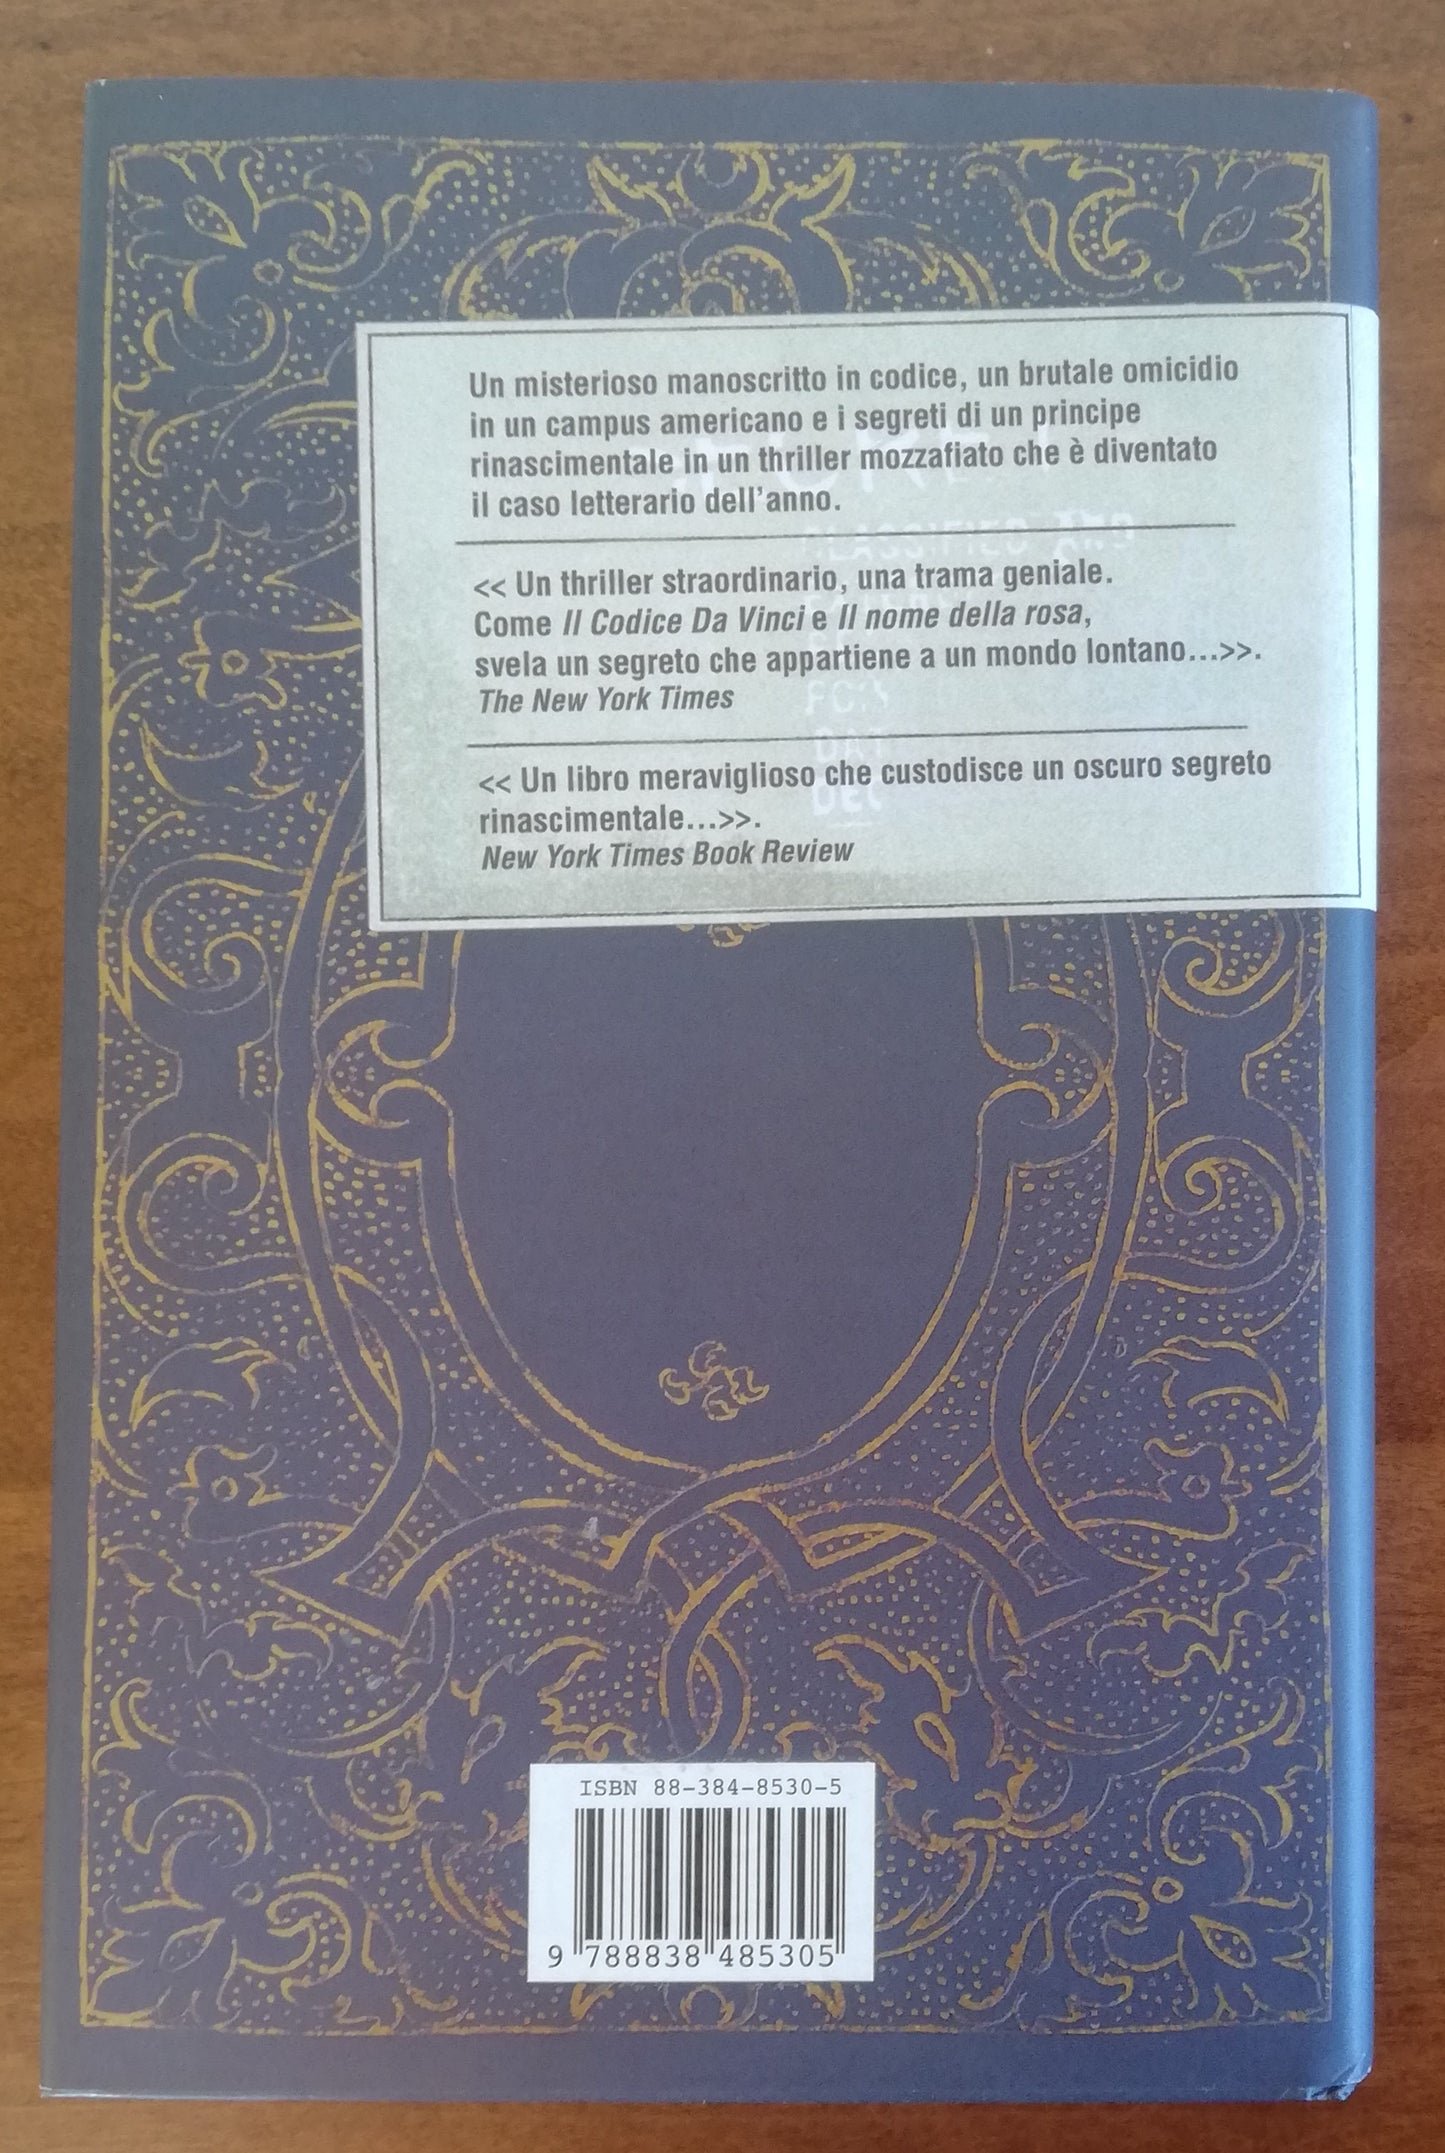 Un misterioso manoscritto in codice, un brutale omicidio
in un campus americano e i segreti di un principe
rinascimentale in un thriller mozzafiato che è diventato
il caso letterario dell'anno.
<< Un thriller straordinario, una trama geniale.
Come Il Codice Da Vinci e Il nome della rosa,
svela un segreto che appartiene a un mondo lontano...>>.
The New York Times
<< Un libro meraviglioso che custodisce un oscuro segreto
rinascimentale...>>.
New York Times Book Review
ISBN 88-384-8530-5
9 788838 485305